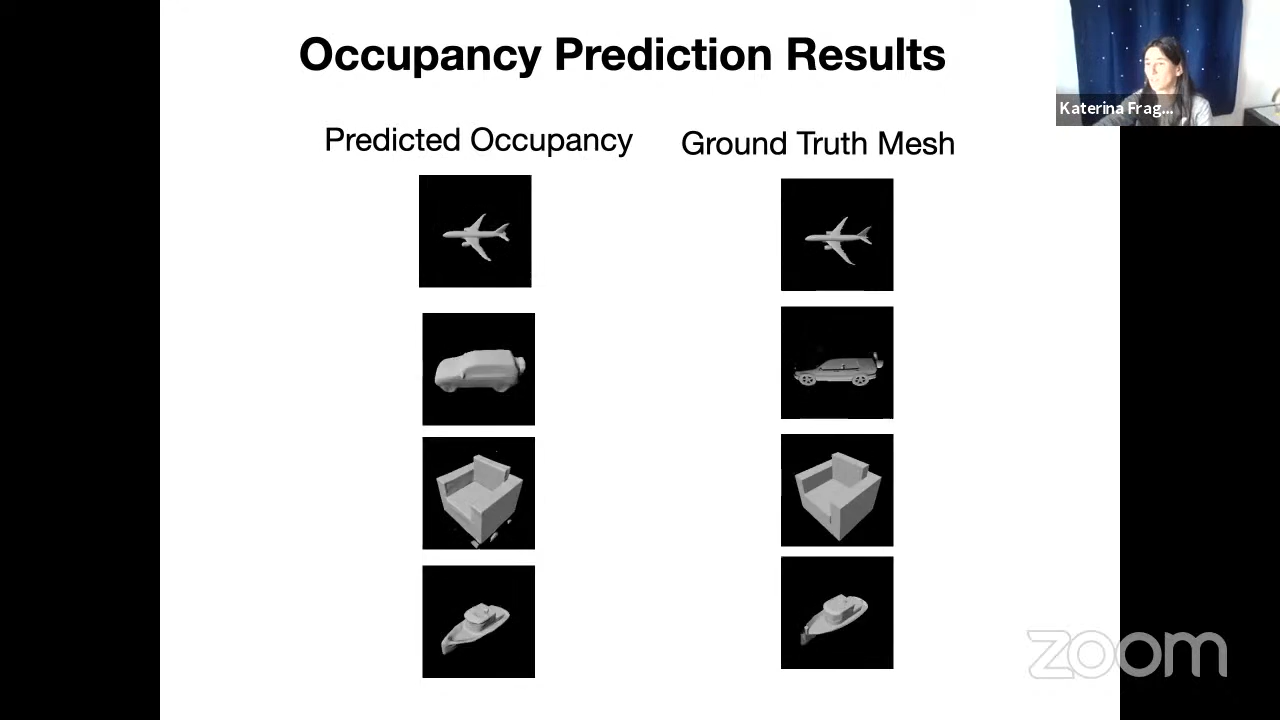 Occupancy Prediction Results
Katerina Frag...
Predicted Occupancy
Ground Truth Mesh
zoom